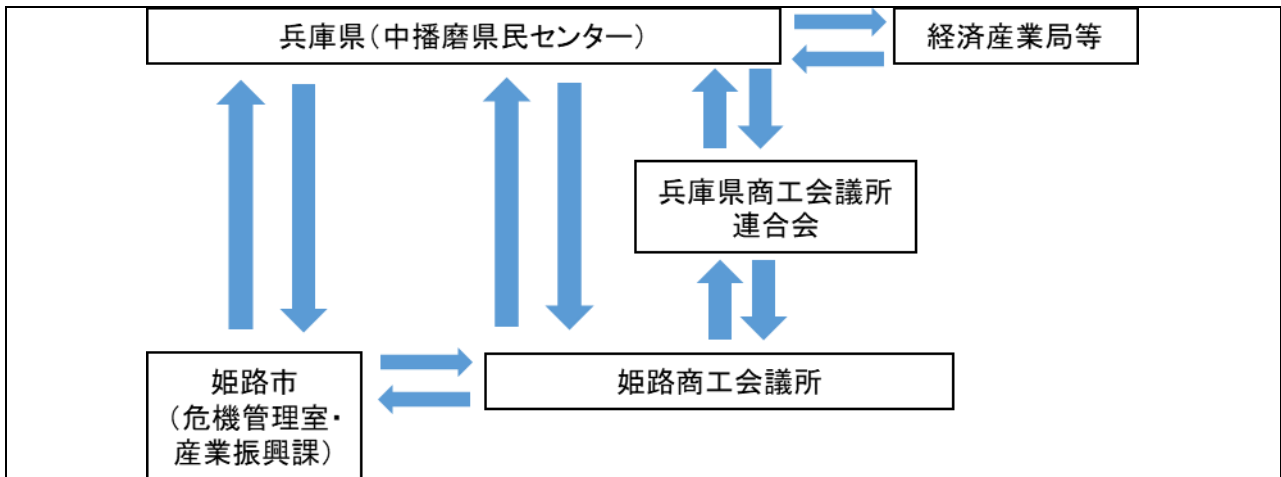 兵庫県（中播磨県民センター）
経済産業局等
兵庫県商工会議所
連合会
姫路市
（危機管理室・
産業振興課）
姫路商工会議所